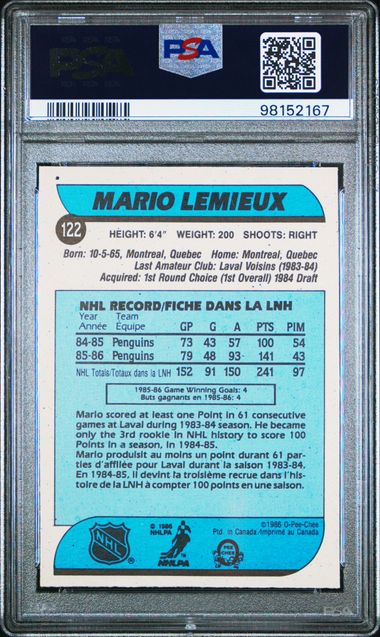 PSA
PSA
98152167
MARIO LEMIEUX
122
HEIGHT: 6'4" WEIGHT: 200 SHOOTS: RIGHT
Born: 10-5-65, Montreal, Quebec Home: Montreal, Quebec
Last Amateur Club: Laval Voisins (1983-84)
Acquired: 1st Round Choice (1st Overall) 1984 Draft
NHL RECORD/FICHE DANS LA LNH
Year Team
Année Équipe GP G A PTS PIM
84-85 Penguins 73 43 57 100 54
85-86 Penguins 79 48 93 141 43
NHL Totals/Totaux dans la LNH 152 91 150 241 97
1985-86 Game Winning Goals: 4
Buts gagnants en 1985-86: 4
Mario scored at least one Point in 61 consecutive
games at Laval during 1983-84 season. He became
only the 3rd rookie in NHL history to score 100
Points in a season, in 1984-85.
Mario produisit au moins un point durant 61 par-
ties d'affilée pour Laval durant la saison 1983-84.
En 1984-85, il devint la troisième recrue dans l'his-
toire de la LNH à compter 100 points en une saison.
NHL
© 1986
NHLPA
NHLPA
O PEE CHEE
©1986 O-Pee-Chee
Ptd. in Canada-Imprimé au Canada
PSA